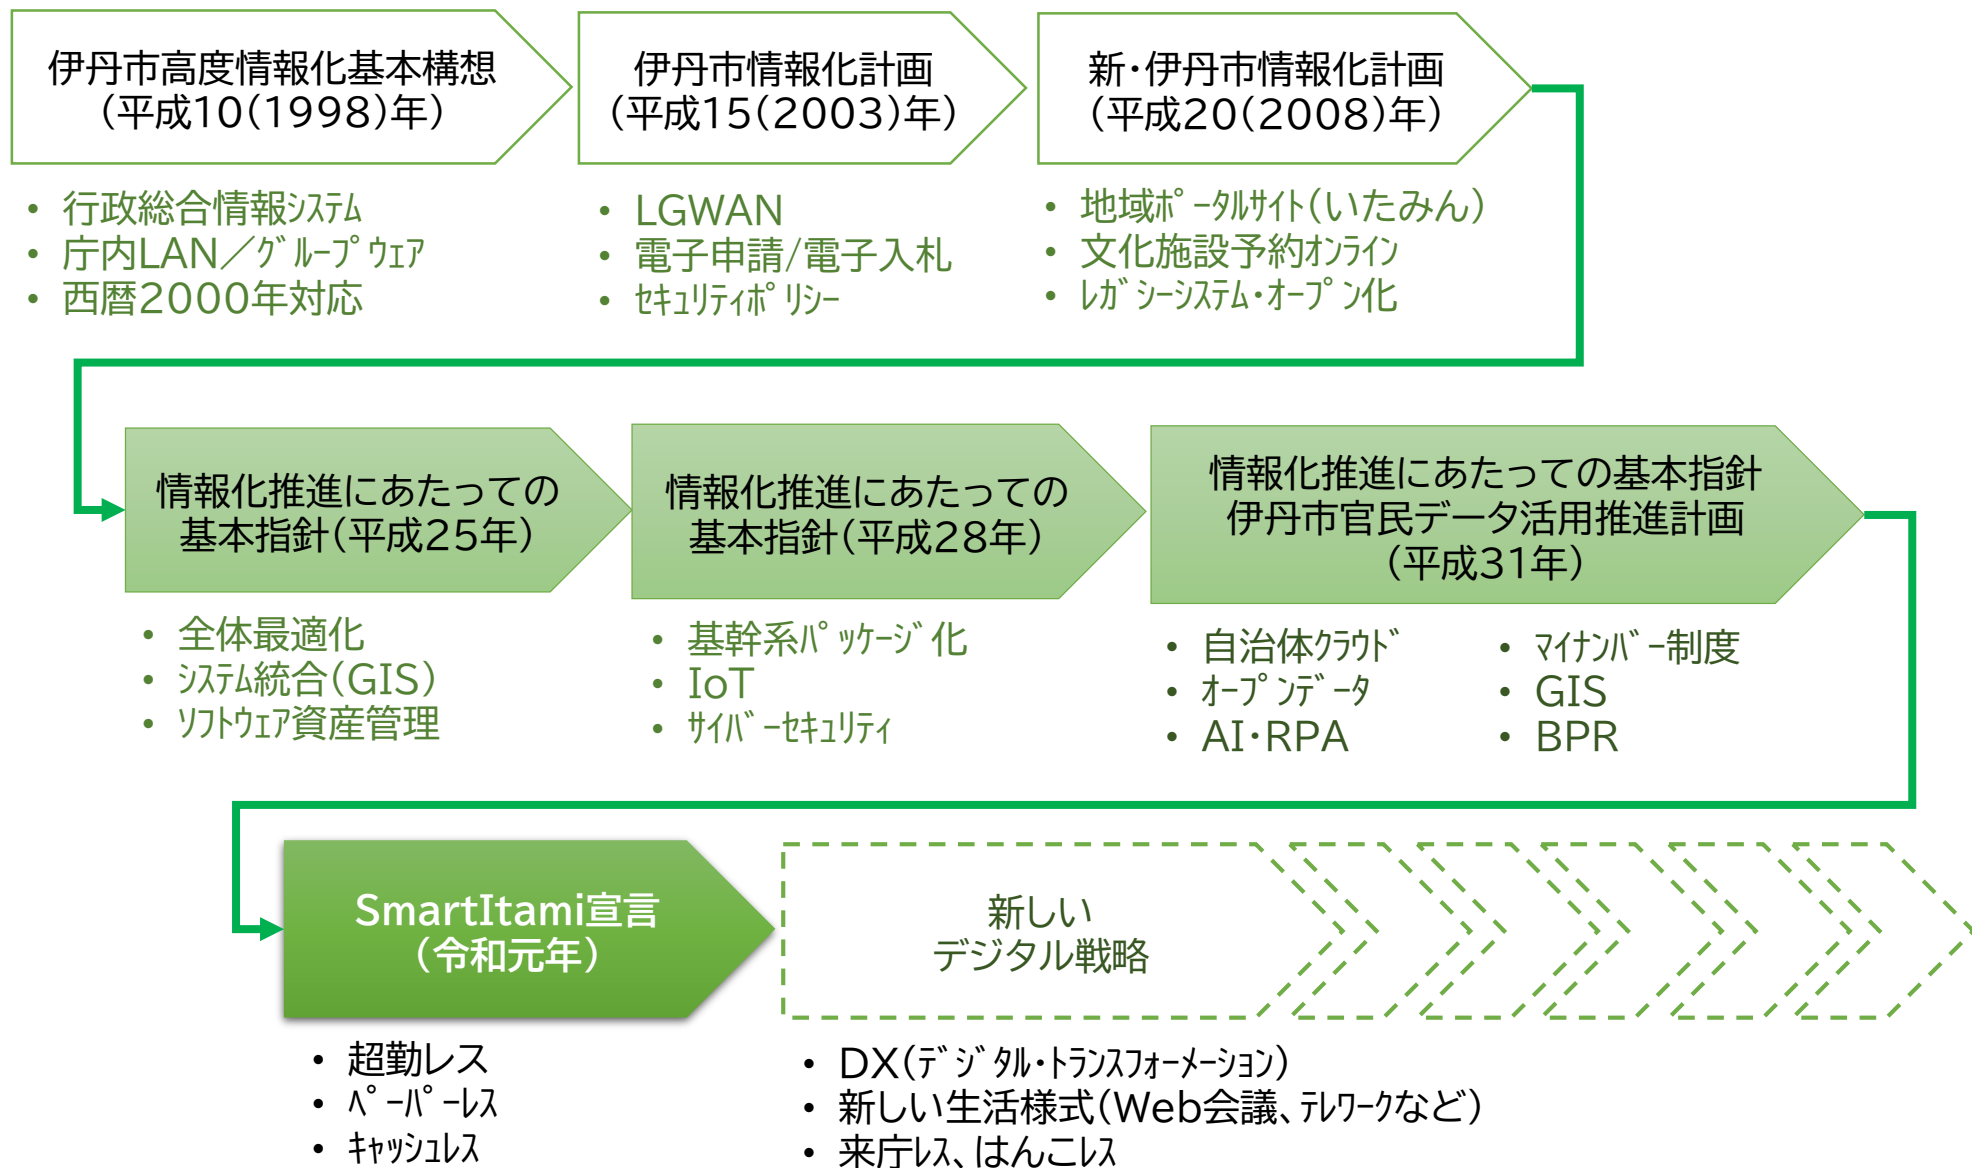 伊丹市高度情報化基本構想
(平成10(1998)年)
伊丹市情報化計画
(平成15(2003)年)
新・伊丹市情報化計画
(平成20(2008)年)
• 行政総合情報ｼｽﾃﾑ
• 庁内LAN／ｸﾞﾙｰﾌﾟｳｪｱ
• 西暦2000年対応
• LGWAN
• 電子申請/電子入札
• ｾｷｭﾘﾃｨﾎﾟﾘｼｰ
• 地域ﾎﾟｰﾀﾙｻｲﾄ(いたみん)
• 文化施設予約ｵﾝﾗｲﾝ
• ﾚｶﾞｼｰｼｽﾃﾑ・ｵｰﾌﾟﾝ化
情報化推進にあたっての
基本指針(平成25年)
情報化推進にあたっての
基本指針(平成28年)
情報化推進にあたっての基本指針
伊丹市官民データ活用推進計画
(平成31年)
• 全体最適化
• ｼｽﾃﾑ統合(GIS)
• ｿﾌﾄｳｪｱ資産管理
• 基幹系ﾊﾟｯｹｰｼﾞ化
• IoT
• ｻｲﾊﾞｰｾｷｭﾘﾃｨ
• 自治体ｸﾗｳﾄﾞ
• ｵｰﾌﾟﾝﾃﾞｰﾀ
• AI・RPA
• ﾏｲﾅﾝﾊﾞｰ制度
• GIS
• BPR
SmartItami宣言
(令和元年)
新しい
デジタル戦略
• 超勤レス
• ﾍﾟｰﾊﾟｰﾚｽ
• ｷｬｯｼｭﾚｽ
• DX(ﾃﾞｼﾞﾀﾙ・ﾄﾗﾝｽﾌｫｰﾒｰｼｮﾝ)
• 新しい生活様式(Web会議、ﾃﾚﾜｰｸなど)
• 来庁ﾚｽ、はんこﾚｽ